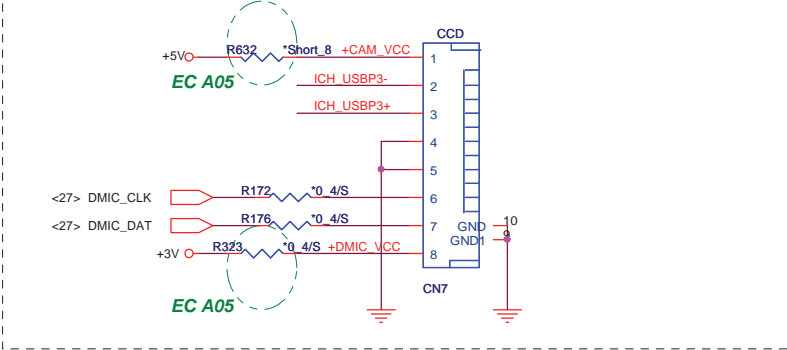 CCD
+5V R632 *Short_8 +CAM_VCC 1
EC A05
ICH_USBP3- 2
ICH_USBP3+ 3
4
5
<27> DMIC_CLK R172 *0_4/S 6
<27> DMIC_DAT R176 *0_4/S 7 GND 10
GND1 9
+3V R323 *0_4/S +DMIC_VCC 8
CN7
EC A05